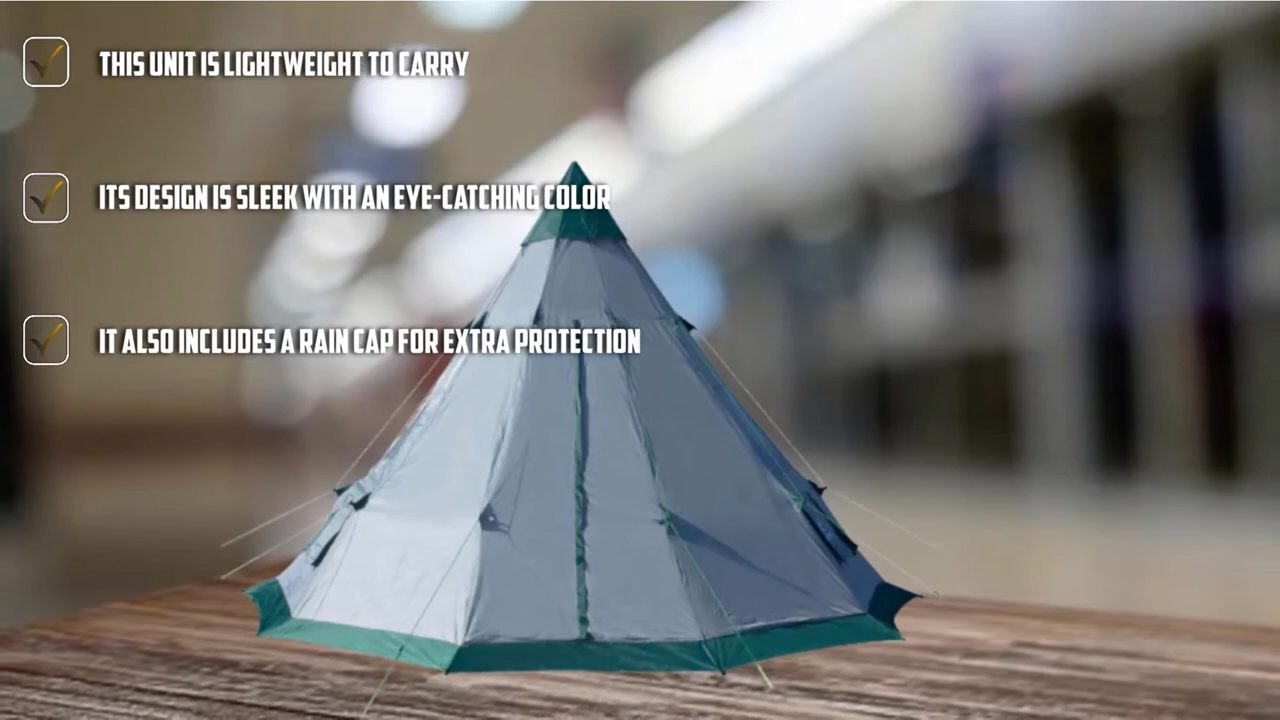 THIS UNIT IS LIGHTWEIGHT TO CARRY
ITS DESIGN IS SLEEK WITH AN EYE-CATCHING COLOR
IT ALSO INCLUDES A RAIN CAP FOR EXTRA PROTECTION